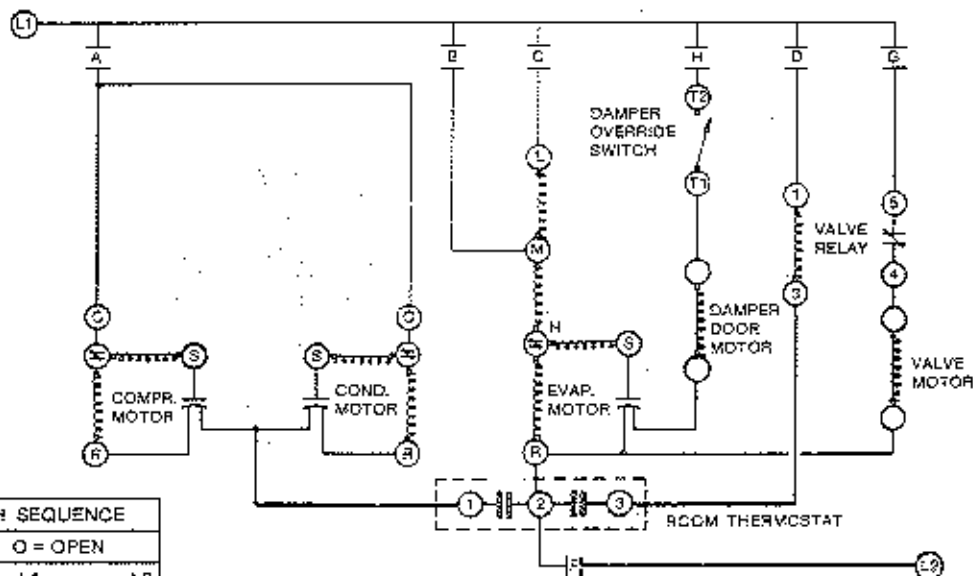 L1
A
B
C
H
D
G
T2
DAMPER
OVERRIDE
SWITCH
T1
L
1
5
VALVE
RELAY
M
4
3
C
C
DAMPER
DOOR
MOTOR
H
S
S
S
COMPR.
MOTOR
COND.
MOTOR
EVAP.
MOTOR
VALVE
MOTOR
R
R
R
1
2
3
ROOM THERMOSTAT
SEQUENCE
O = OPEN
F
L2